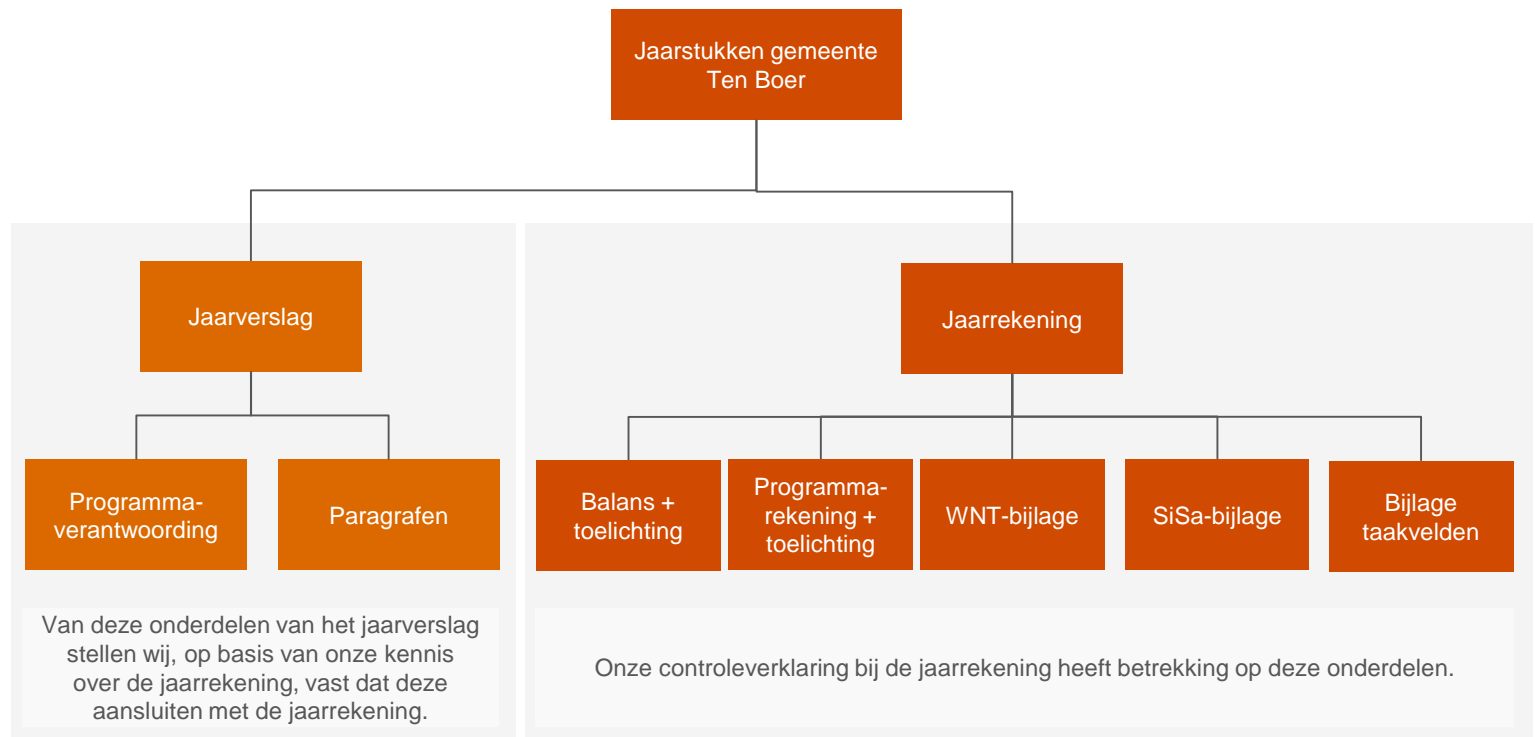 Jaarstukken gemeente
Ten Boer
Jaarverslag
Jaarrekening
Programma-
verantwoording
Paragrafen
Balans +
toelichting
Programma-
rekening +
toelichting
WNT-bijlage
SiSa-bijlage
Bijlage
taakvelden
Van deze onderdelen van het jaarverslag
stellen wij, op basis van onze kennis
over de jaarrekening, vast dat deze
aansluiten met de jaarrekening.
Onze controleverklaring bij de jaarrekening heeft betrekking op deze onderdelen.